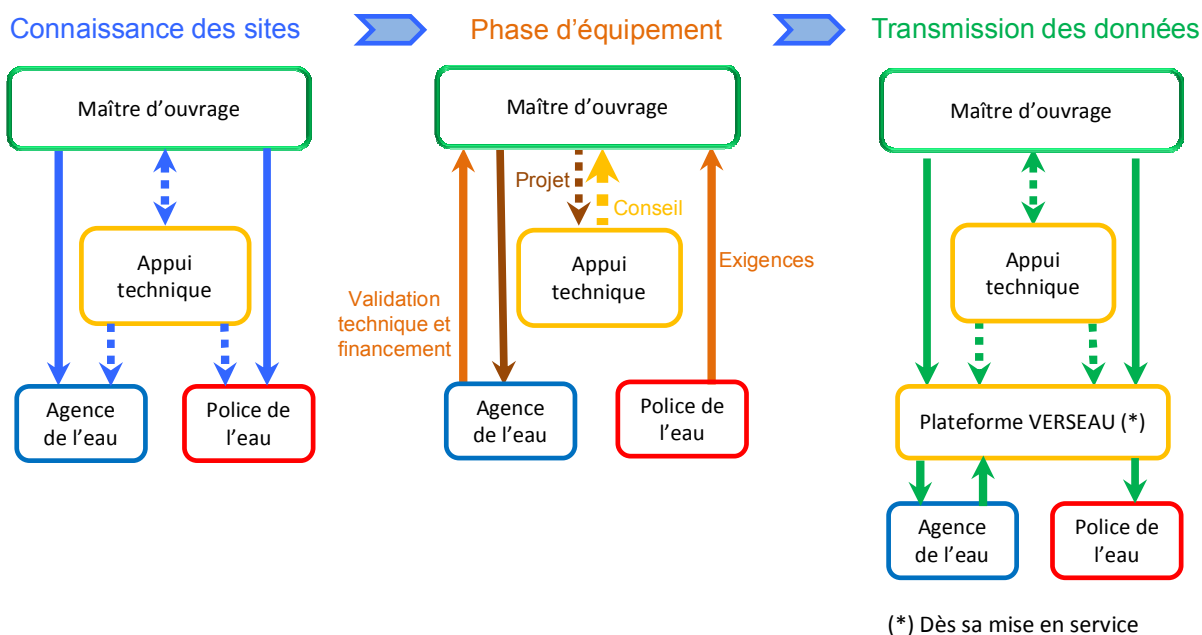 Connaissance des sites
Phase d'équipement
Transmission des données
Maître d'ouvrage
Appui
technique
Agence
de l'eau
Police de
l'eau
Maître d'ouvrage
Projet
Conseil
Appui
technique
Exigences
Validation
technique et
financement
Agence
de l'eau
Police de
l'eau
Maître d'ouvrage
Appui
technique
Plateforme VERSEAU (*)
Agence
de l'eau
Police de
l'eau
(*) Dès sa mise en service